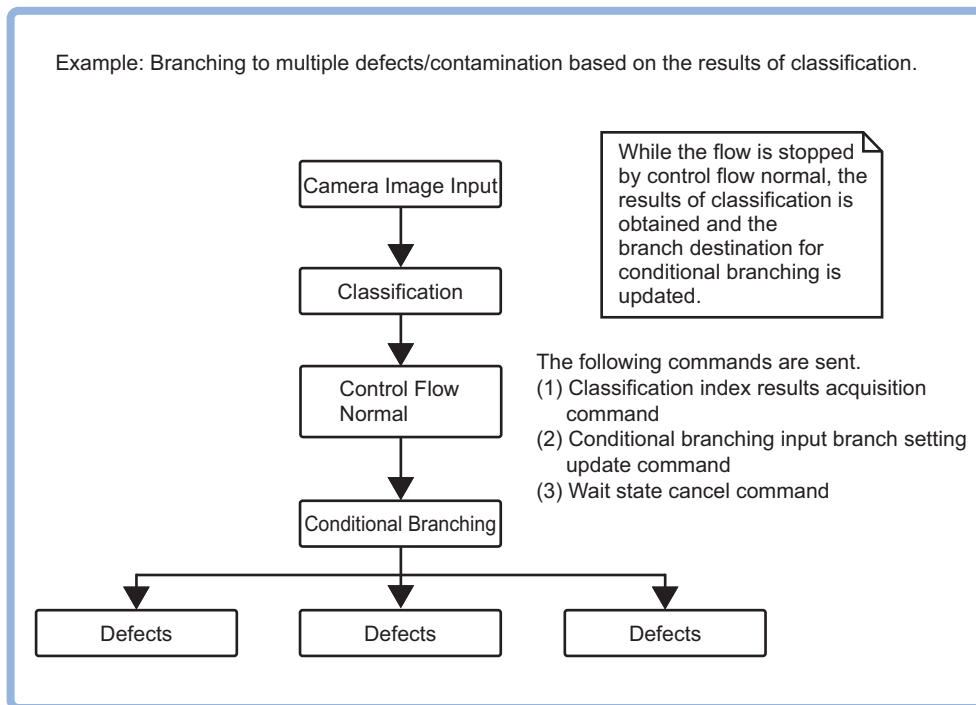 Example: Branching to multiple defects/contamination based on the results of classification.
Camera Image Input
While the flow is stopped
by control flow normal, the
results of classification is
obtained and the
branch destination for
conditional branching is
updated.
Classification
Control Flow
Normal
The following commands are sent.
(1) Classification index results acquisition
command
(2) Conditional branching input branch setting
update command
(3) Wait state cancel command
Conditional Branching
Defects
Defects
Defects